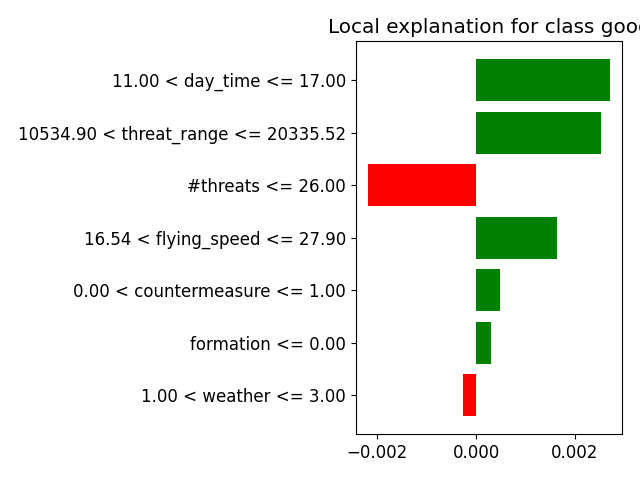 Local explanation for class goo
11.00 < day_time <= 17.00
10534.90 < threat_range <= 20335.52
#threats <= 26.00
16.54 < flying_speed <= 27.90
0.00 < countermeasure <= 1.00
formation <= 0.00
1.00 < weather <= 3.00
−0.002 0.000 0.002